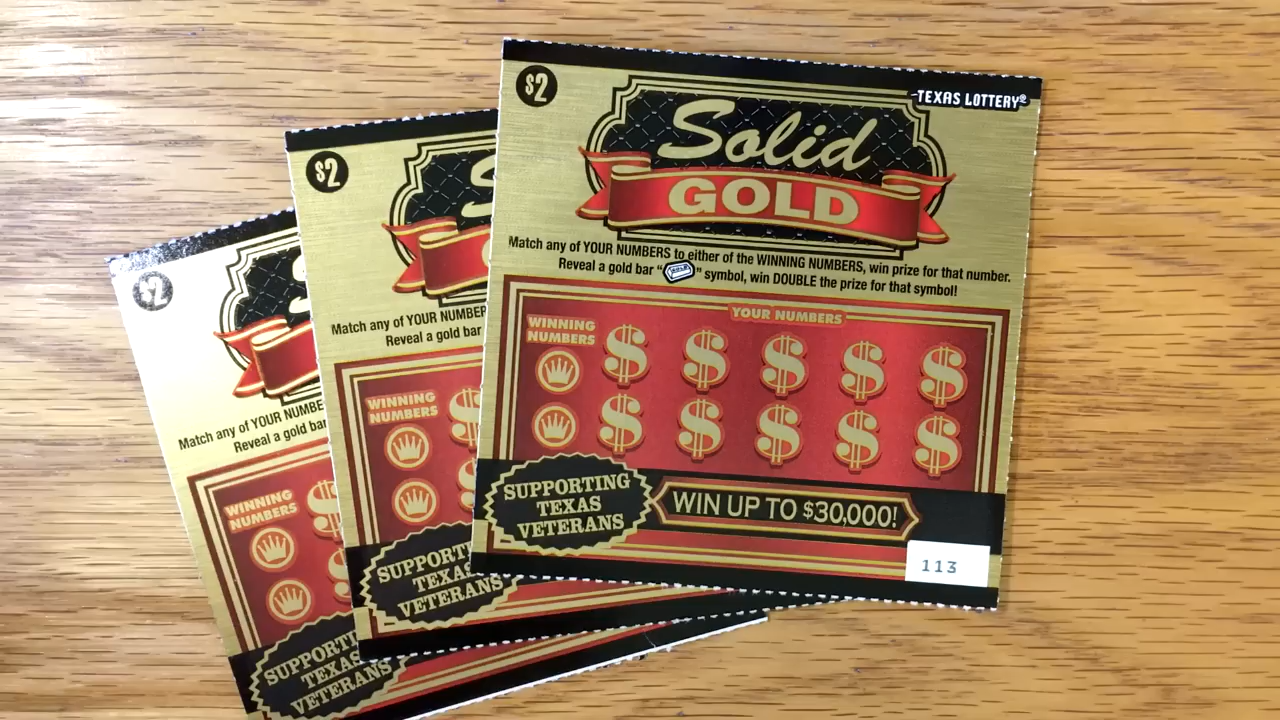 $2
TEXAS LOTTERY®
Solid
GOLD
Match any of YOUR NUMBERS to either of the WINNING NUMBERS, win prize for that number.
Reveal a gold bar “GOLD” symbol, win DOUBLE the prize for that symbol!
YOUR NUMBERS
WINNING
NUMBERS
$ $ $ $ $
$ $ $ $ $
SUPPORTING
TEXAS
VETERANS
WIN UP TO $30,000!
113
$2
S
Match any of YOUR NUMBER
Reveal a gold bar
WINNING
NUMBERS
$
SUPPORTI
TEXAS
VETERANS
$2
Match any of YOUR NUMBE
Reveal a gold bar
WINNING
NUMBERS
$
$
SUPPORTI
TEXAS
VETERANS